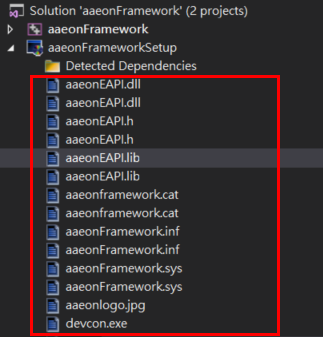 Solution 'aaeonFramework' (2 projects)
aaeonFramework
aaeonFrameworkSetup
Detected Dependencies
aaeonEAPI.dll
aaeonEAPI.dll
aaeonEAPI.h
aaeonEAPI.h
aaeonEAPI.lib
aaeonEAPI.lib
aaeonframework.cat
aaeonframework.cat
aaeonFramework.inf
aaeonFramework.inf
aaeonFramework.sys
aaeonFramework.sys
aaeonlogo.jpg
devcon.exe